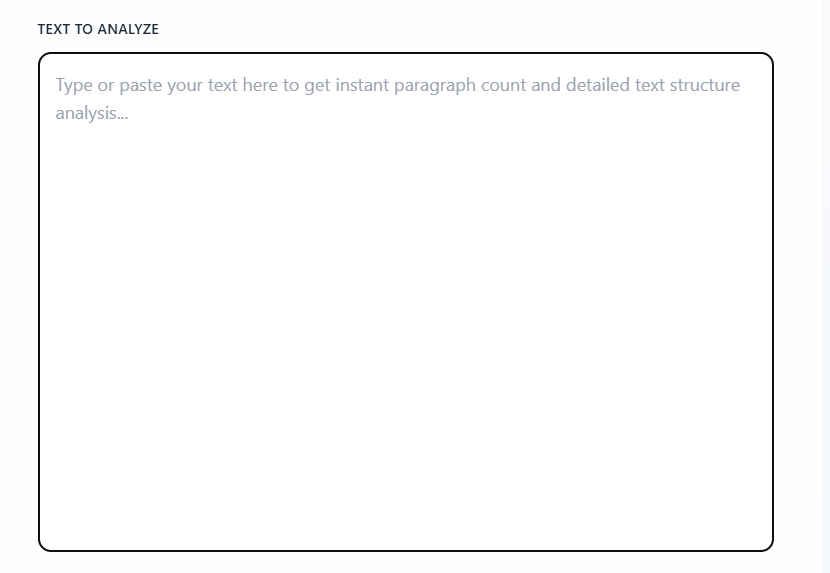 TEXT TO ANALYZE
Type or paste your text here to get instant paragraph count and detailed text structure
analysis...